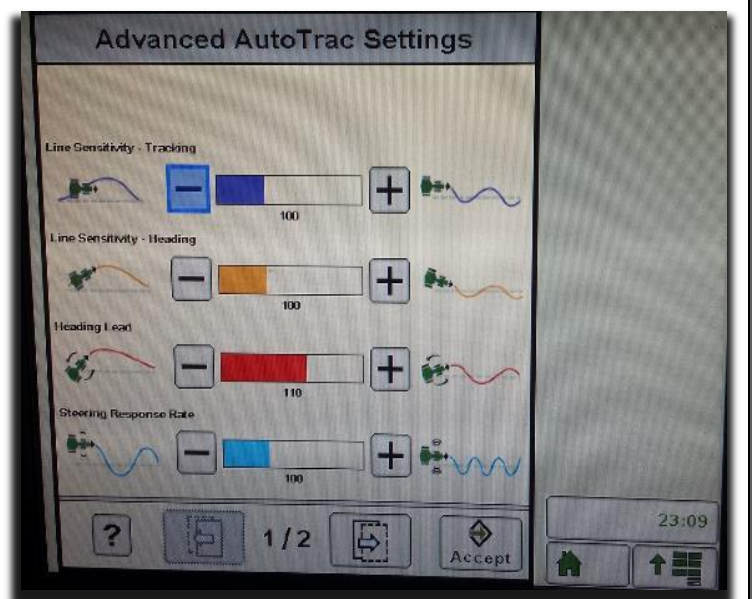 Advanced AutoTrac Settings
Line Sensitivity - Tracking
100
Line Sensitivity - Heading
100
Heading Lead
110
Steering Response Rate
100
? 1/2 Accept
23:09